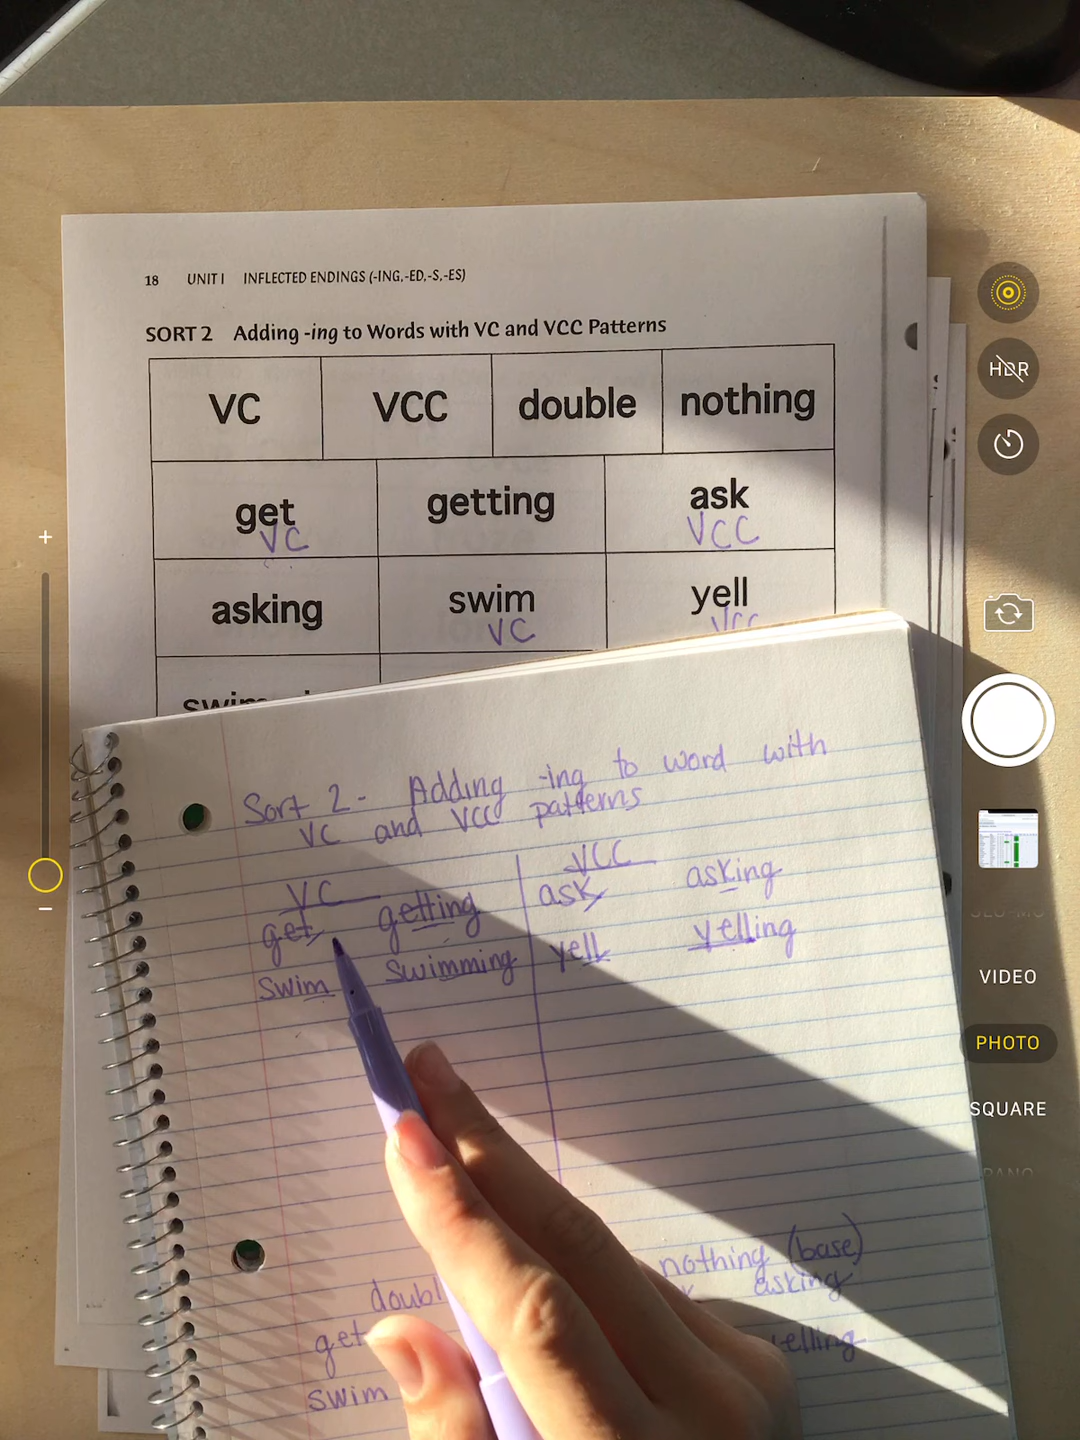 18 UNIT I INFLECTED ENDINGS (-ING,-ED,-S,-ES)
SORT 2 Adding -ing to Words with VC and VCC Patterns
VC VCC double nothing
get getting ask
VC VCC
asking swim yell
VC VCC
Sort 2 - Adding -ing to word with
VC and VCC patterns
VC VCC
get getting ask asking
swim swimming yell yelling
nothing (base)
asking
get
swim
HDR
VIDEO
PHOTO
SQUARE